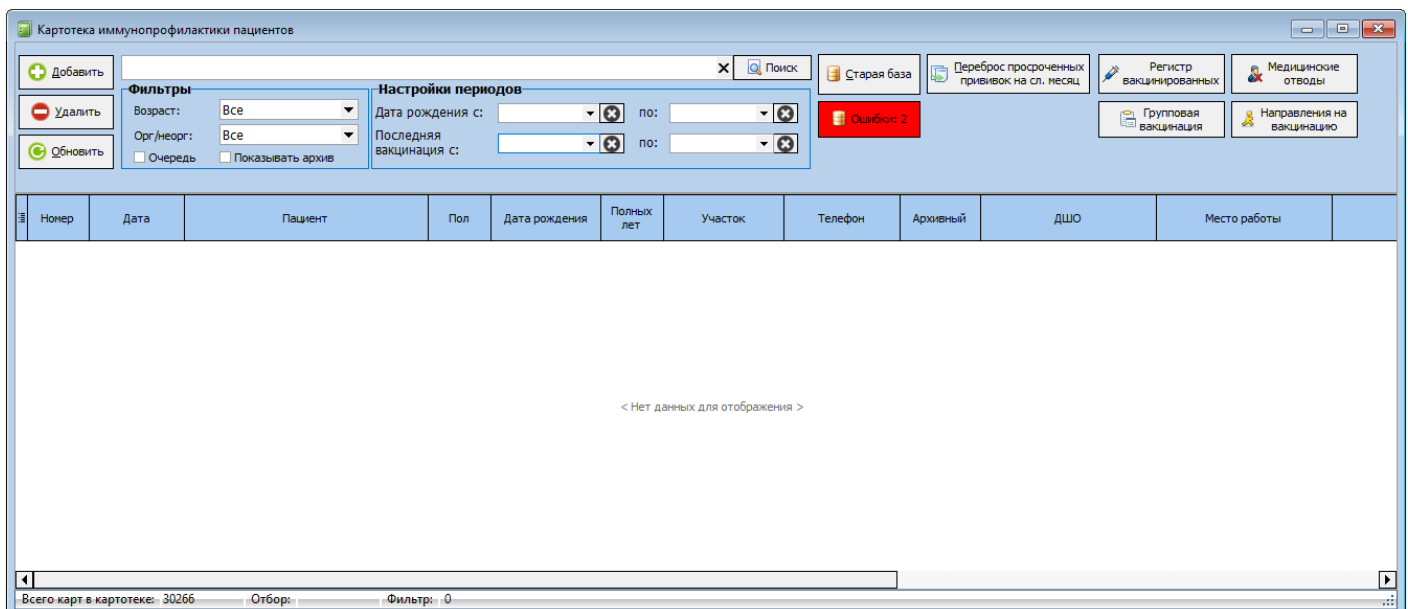 Картотека иммунопрофилактики пациентов
Добавить
Поиск
Старая база
Переброс просроченных
прививок на сл. месяц
Регистр
вакцинированных
Медицинские
отводы
Фильтры
Настройки периодов
Удалить
Возраст: Все
Дата рождения с: по:
Ошибки: 2
Групповая
вакцинация
Направления на
вакцинацию
Орг/неорг: Все
Последняя
вакцинация с: по:
Обновить
Очередь Показывать архив
Номер Дата Пациент Пол Дата рождения Полных
лет Участок Телефон Архивный ДШО Место работы
< Нет данных для отображения >
Всего карт в картотеке: 30266 Отбор: Фильтр: 0